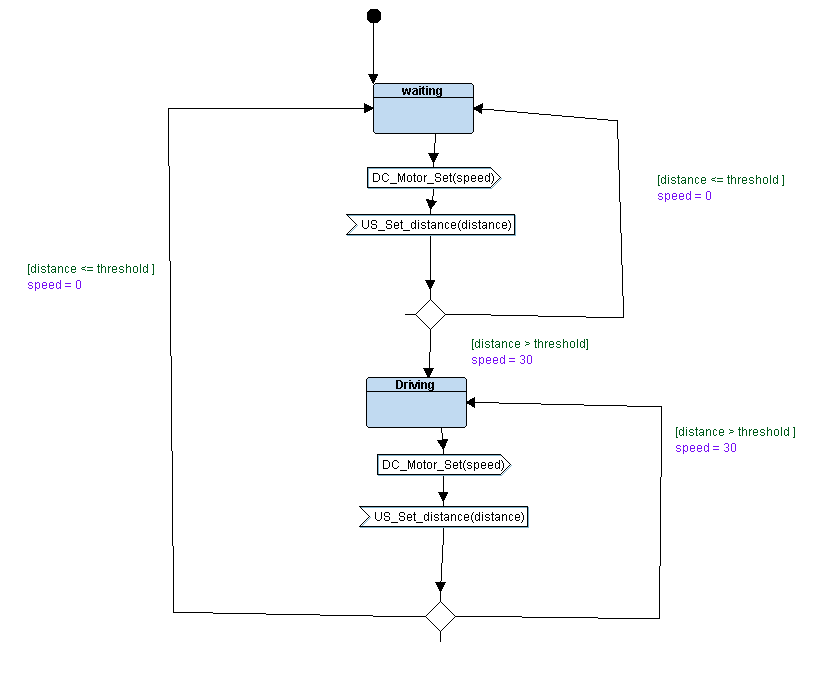 waiting
DC_Motor_Set(speed)
[distance <= threshold ]
speed = 0
US_Set_distance(distance)
[distance <= threshold ]
speed = 0
[distance > threshold]
speed = 30
Driving
[distance > threshold ]
speed = 30
DC_Motor_Set(speed)
US_Set_distance(distance)